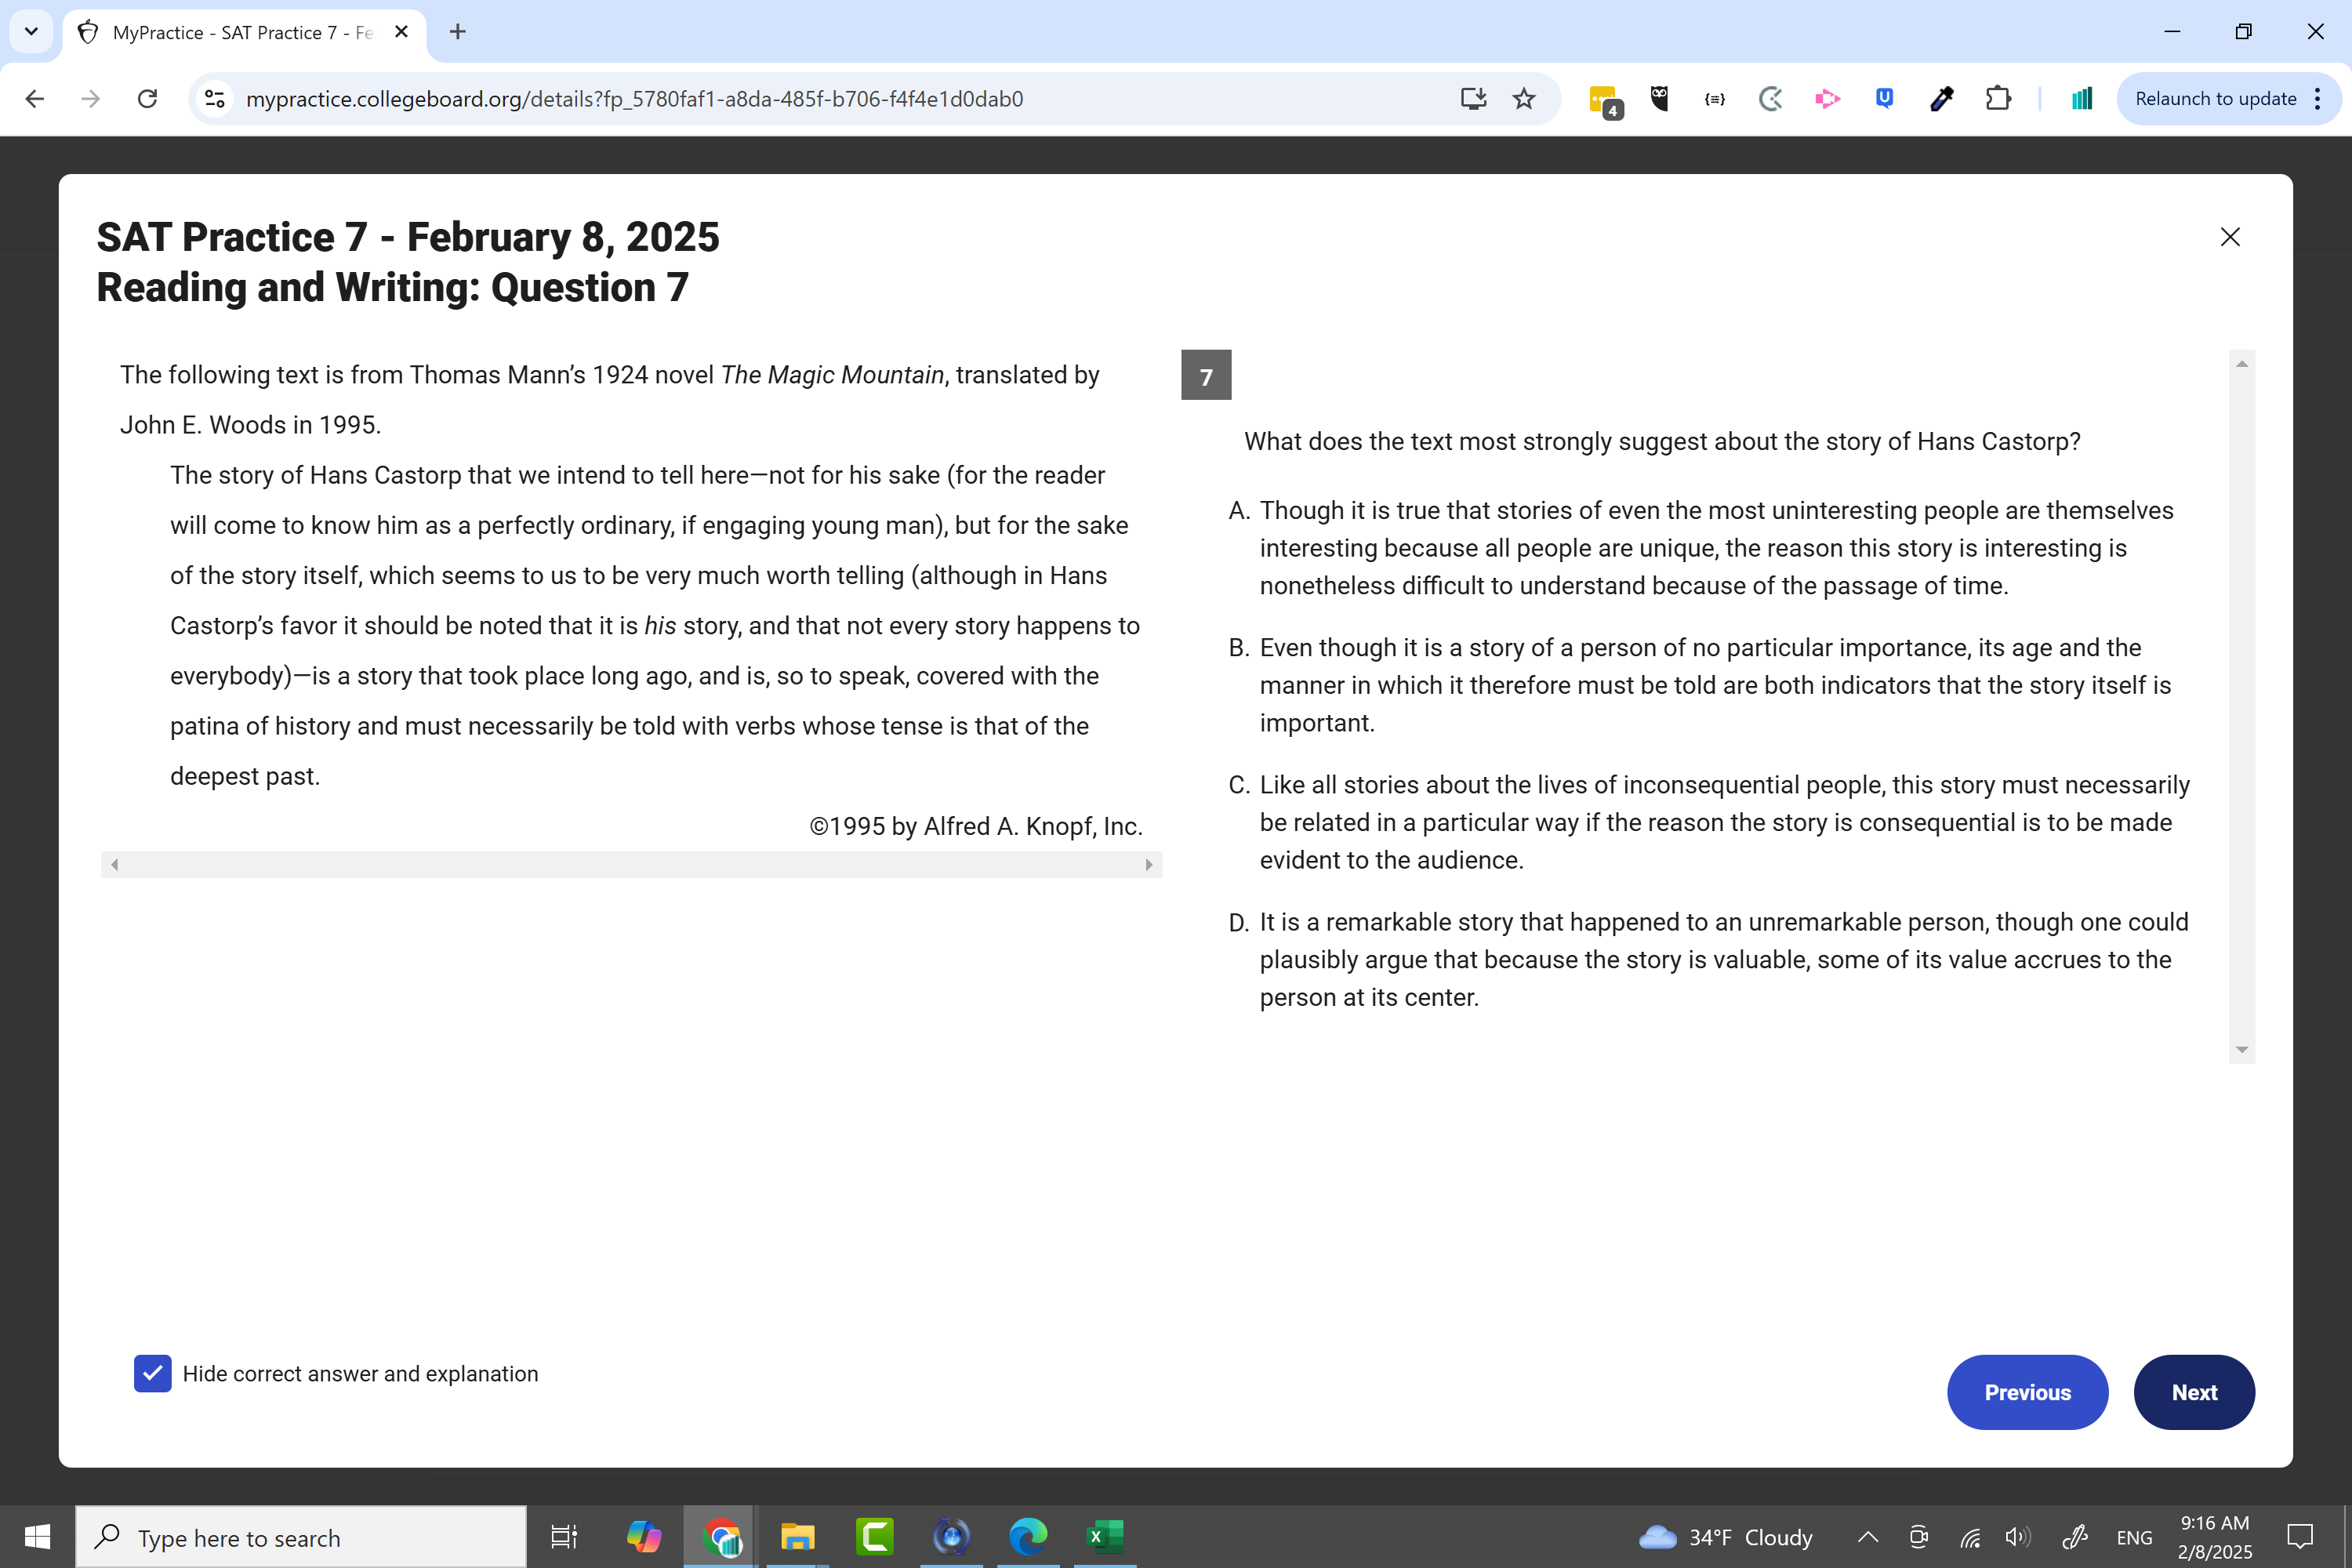 MyPractice - SAT Practice 7 - Fe
mypractice.collegeboard.org/details?fp_5780faf1-a8da-485f-b706-f4f4e1d0dab0
4
Relaunch to update
SAT Practice 7 - February 8, 2025
Reading and Writing: Question 7
The following text is from Thomas Mann’s 1924 novel The Magic Mountain, translated by
John E. Woods in 1995.
The story of Hans Castorp that we intend to tell here—not for his sake (for the reader
will come to know him as a perfectly ordinary, if engaging young man), but for the sake
of the story itself, which seems to us to be very much worth telling (although in Hans
Castorp’s favor it should be noted that it is his story, and that not every story happens to
everybody)—is a story that took place long ago, and is, so to speak, covered with the
patina of history and must necessarily be told with verbs whose tense is that of the
deepest past.
©1995 by Alfred A. Knopf, Inc.
7
What does the text most strongly suggest about the story of Hans Castorp?
A. Though it is true that stories of even the most uninteresting people are themselves
interesting because all people are unique, the reason this story is interesting is
nonetheless difficult to understand because of the passage of time.
B. Even though it is a story of a person of no particular importance, its age and the
manner in which it therefore must be told are both indicators that the story itself is
important.
C. Like all stories about the lives of inconsequential people, this story must necessarily
be related in a particular way if the reason the story is consequential is to be made
evident to the audience.
D. It is a remarkable story that happened to an unremarkable person, though one could
plausibly argue that because the story is valuable, some of its value accrues to the
person at its center.
Hide correct answer and explanation
Previous
Next
Type here to search
34°F Cloudy
ENG
9:16 AM
2/8/2025